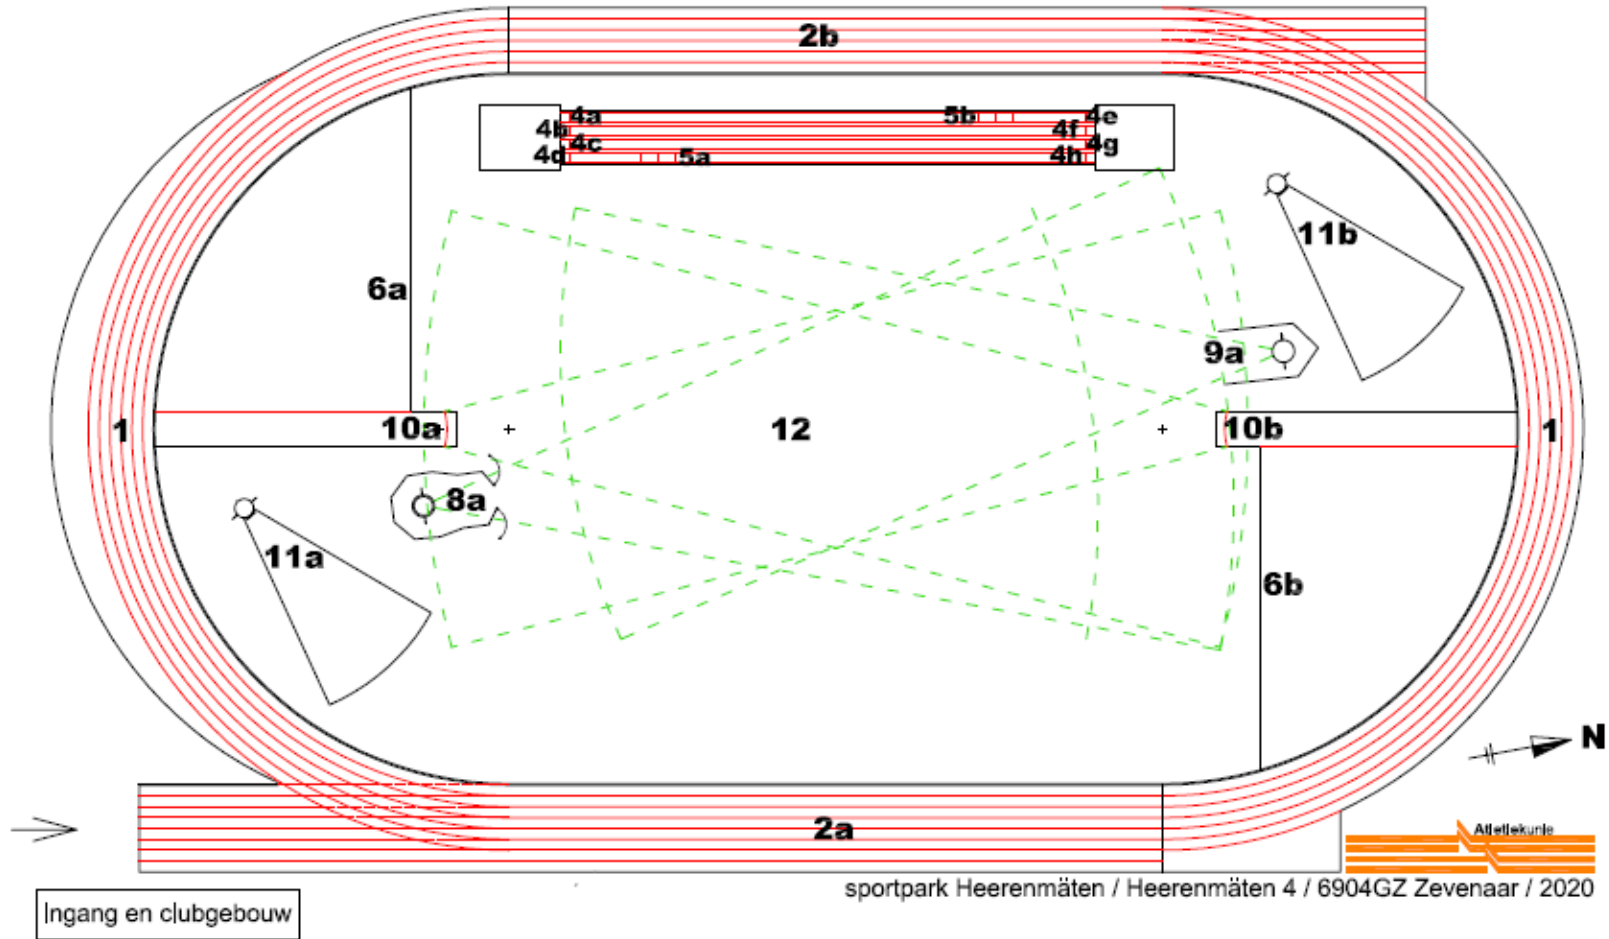 2b
4a 5b 4e
4b 4f
4c 4g
4d 5a 4h
11b
6a
9a
1 10a 12 10b 1
8a
11a
6b
N
2a
Atletiekunie
sportpark Heerenmäten / Heerenmäten 4 / 6904GZ Zevenaar / 2020
Ingang en clubgebouw